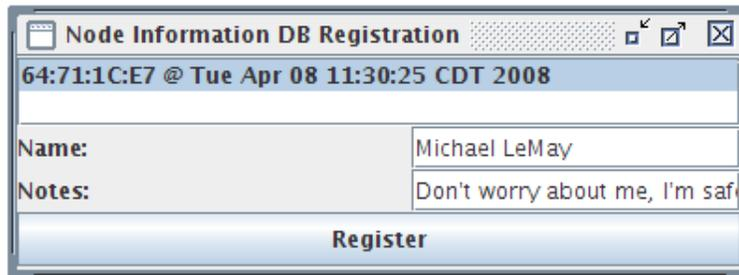 Node Information DB Registration
64:71:1C:E7 @ Tue Apr 08 11:30:25 CDT 2008
Name: Michael LeMay
Notes: Don't worry about me, I'm safe
Register